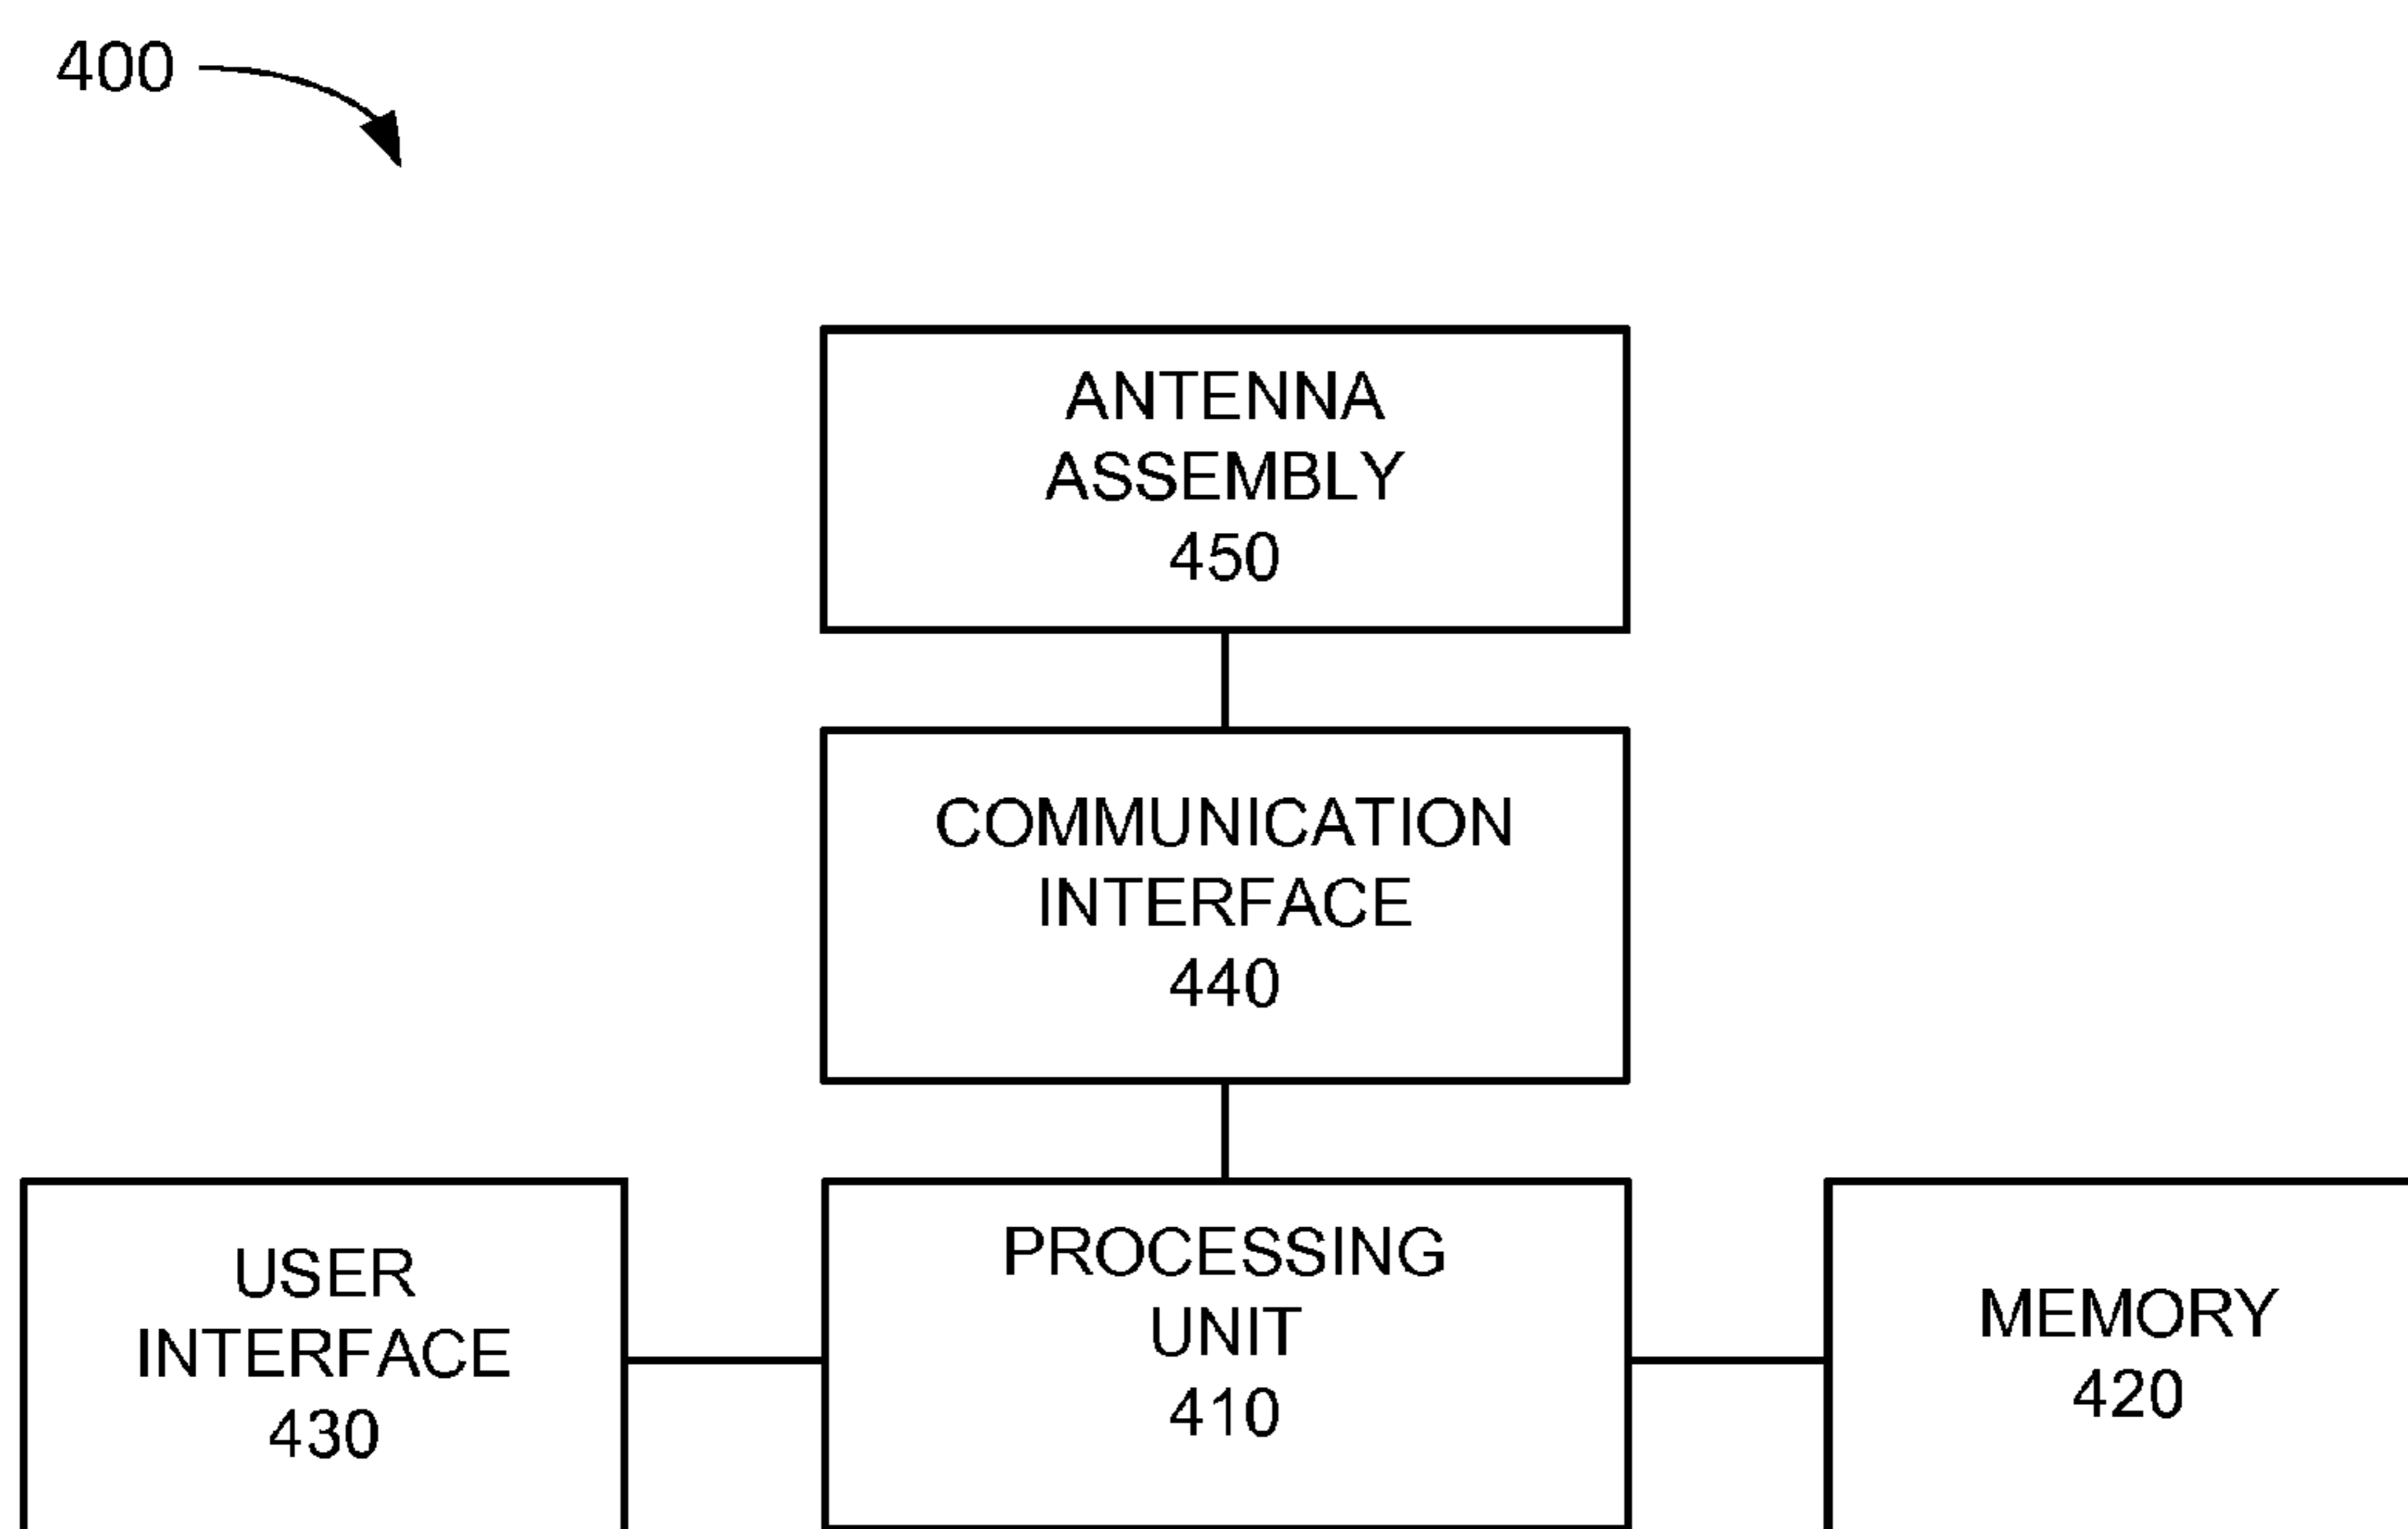 400
ANTENNA
ASSEMBLY
450
COMMUNICATION
INTERFACE
440
USER
INTERFACE
430
PROCESSING
UNIT
410
MEMORY
420